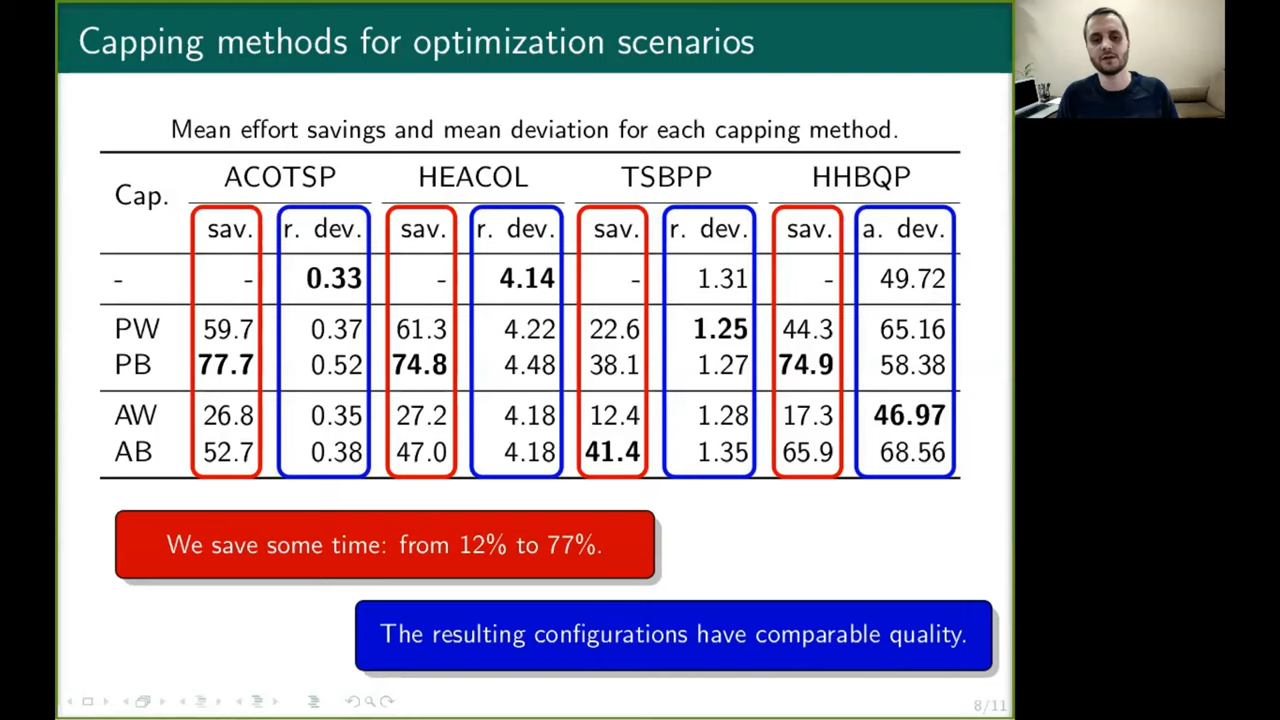 Capping methods for optimization scenarios
Mean effort savings and mean deviation for each capping method.
Cap. ACOTSP HEACOL TSBPP HHBQP
sav. r. dev. sav. r. dev. sav. r. dev. sav. a. dev.
- - 0.33 - 4.14 - 1.31 - 49.72
PW 59.7 0.37 61.3 4.22 22.6 1.25 44.3 65.16
PB 77.7 0.52 74.8 4.48 38.1 1.27 74.9 58.38
AW 26.8 0.35 27.2 4.18 12.4 1.28 17.3 46.97
AB 52.7 0.38 47.0 4.18 41.4 1.35 65.9 68.56
We save some time: from 12% to 77%.
The resulting configurations have comparable quality.
8/11